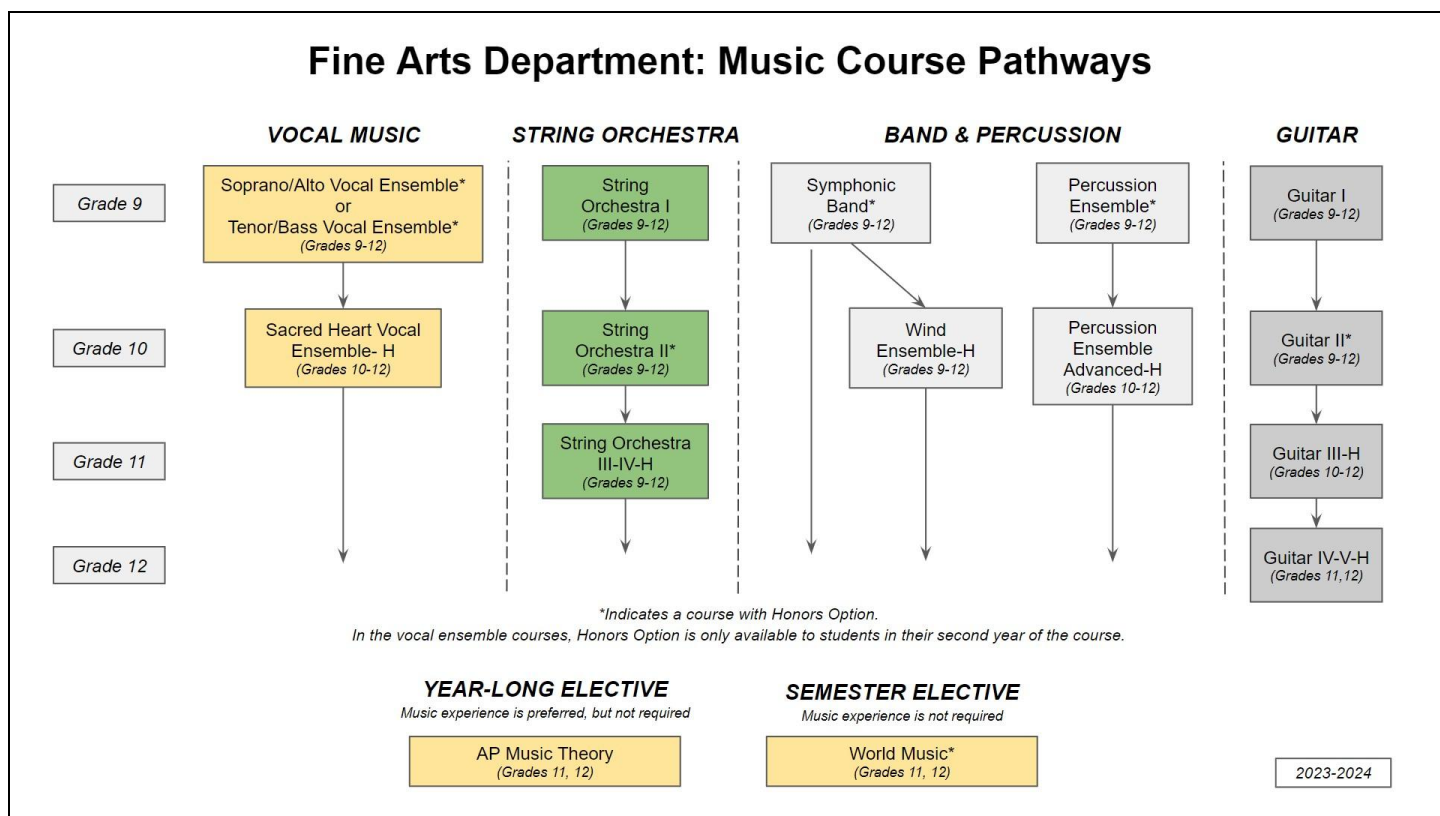 Fine Arts Department: Music Course Pathways
VOCAL MUSIC
STRING ORCHESTRA
BAND & PERCUSSION
GUITAR
Grade 9
Soprano/Alto Vocal Ensemble*
or
Tenor/Bass Vocal Ensemble*
(Grades 9-12)
String
Orchestra I
(Grades 9-12)
Symphonic
Band*
(Grades 9-12)
Percussion
Ensemble*
(Grades 9-12)
Guitar I
(Grades 9-12)
Grade 10
Sacred Heart Vocal
Ensemble- H
(Grades 10-12)
String
Orchestra II*
(Grades 9-12)
Wind
Ensemble-H
(Grades 9-12)
Percussion
Ensemble
Advanced-H
(Grades 10-12)
Guitar II*
(Grades 9-12)
Grade 11
String Orchestra
III-IV-H
(Grades 9-12)
Guitar III-H
(Grades 10-12)
Grade 12
Guitar IV-V-H
(Grades 11,12)
*Indicates a course with Honors Option.
In the vocal ensemble courses, Honors Option is only available to students in their second year of the course.
YEAR-LONG ELECTIVE
Music experience is preferred, but not required
AP Music Theory
(Grades 11, 12)
SEMESTER ELECTIVE
Music experience is not required
World Music*
(Grades 11, 12)
2023-2024